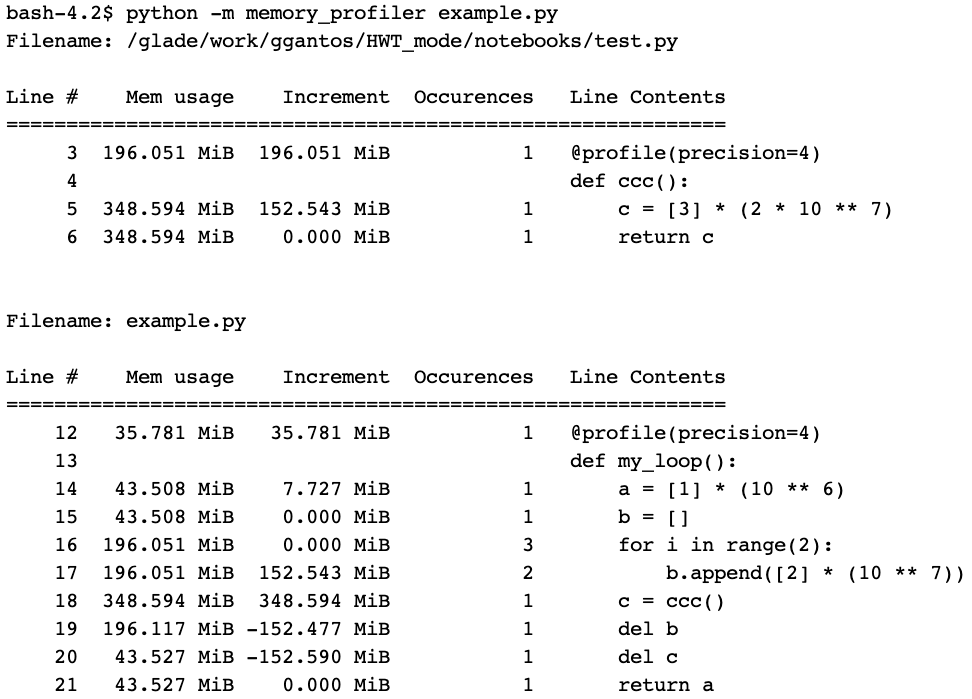 bash-4.2$ python -m memory_profiler example.py
Filename: /glade/work/ggantos/HWT_mode/notebooks/test.py

Line #    Mem usage    Increment  Occurences   Line Contents
============================================================
     3  196.051 MiB  196.051 MiB           1   @profile(precision=4)
     4                                         def ccc():
     5  348.594 MiB  152.543 MiB           1       c = [3] * (2 * 10 ** 7)
     6  348.594 MiB    0.000 MiB           1       return c


Filename: example.py

Line #    Mem usage    Increment  Occurences   Line Contents
============================================================
    12   35.781 MiB   35.781 MiB           1   @profile(precision=4)
    13                                         def my_loop():
    14   43.508 MiB    7.727 MiB           1       a = [1] * (10 ** 6)
    15   43.508 MiB    0.000 MiB           1       b = []
    16  196.051 MiB    0.000 MiB           3       for i in range(2):
    17  196.051 MiB  152.543 MiB           2           b.append([2] * (10 ** 7))
    18  348.594 MiB  348.594 MiB           1       c = ccc()
    19  196.117 MiB -152.477 MiB           1       del b
    20   43.527 MiB -152.590 MiB           1       del c
    21   43.527 MiB    0.000 MiB           1       return a